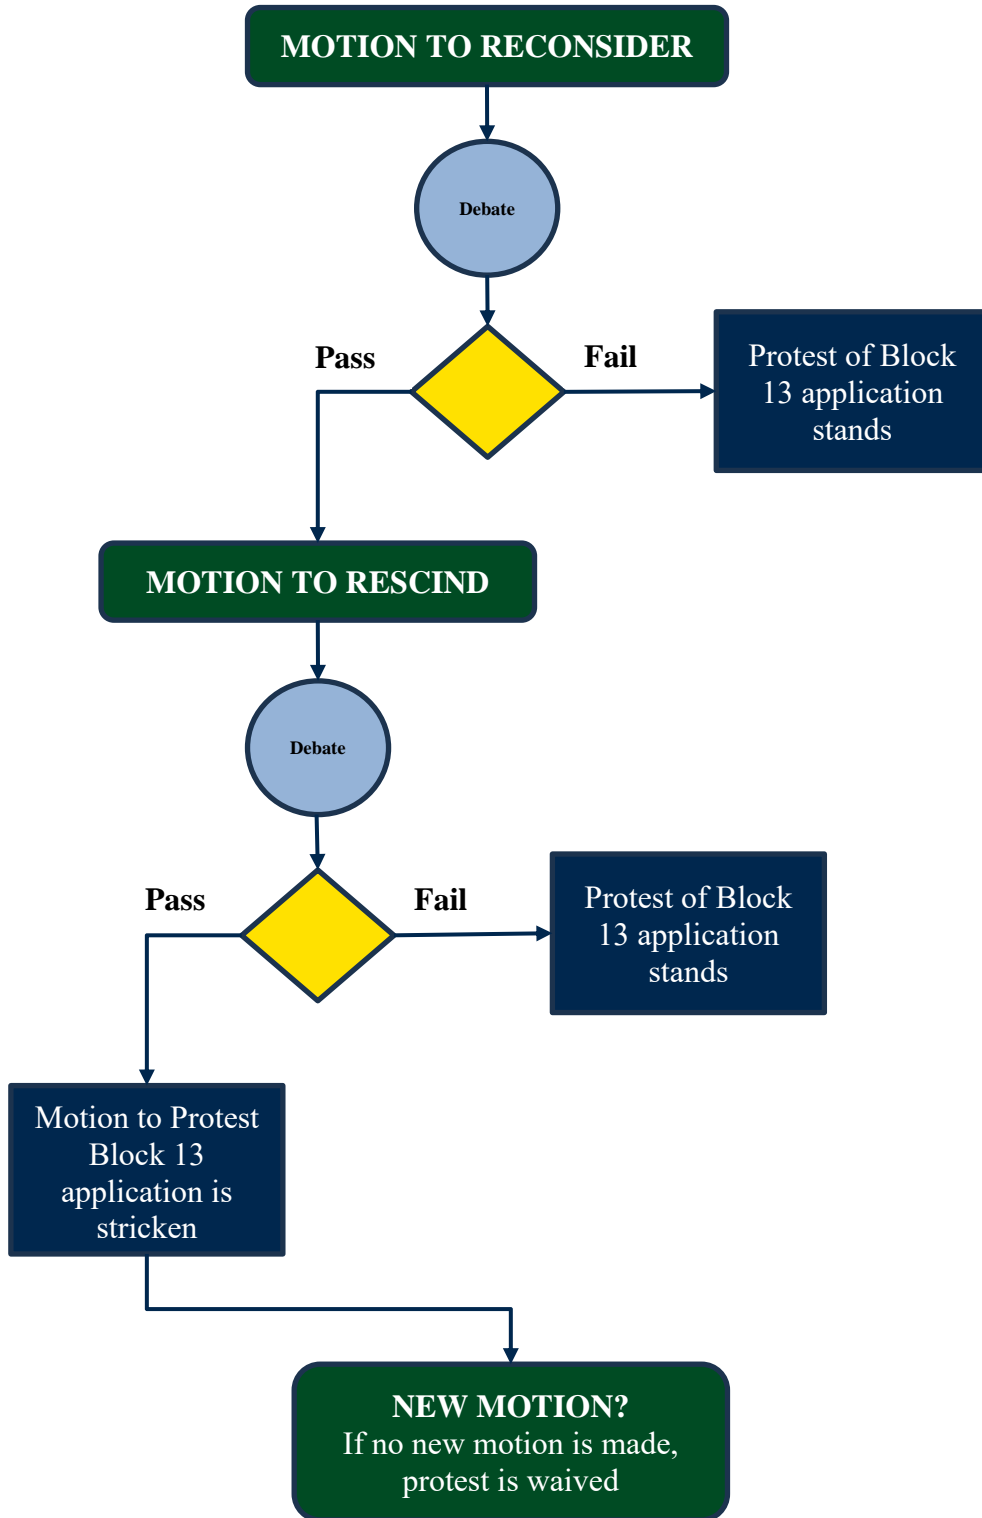 MOTION TO RECONSIDER
Debate
Pass
Fail
Protest of Block
13 application
stands
MOTION TO RESCIND
Debate
Pass
Fail
Protest of Block
13 application
stands
Motion to Protest
Block 13
application is
stricken
NEW MOTION?
If no new motion is made,
protest is waived